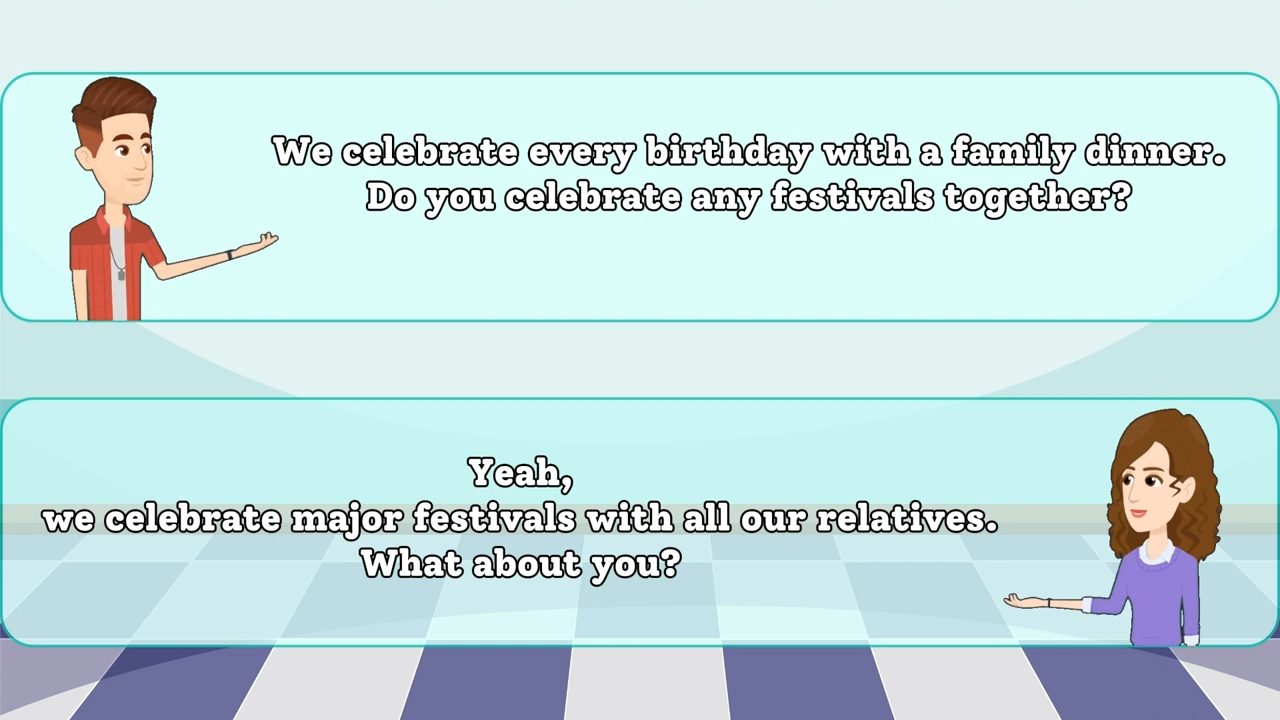 We celebrate every birthday with a family dinner.
Do you celebrate any festivals together?
Yeah,
we celebrate major festivals with all our relatives.
What about you?